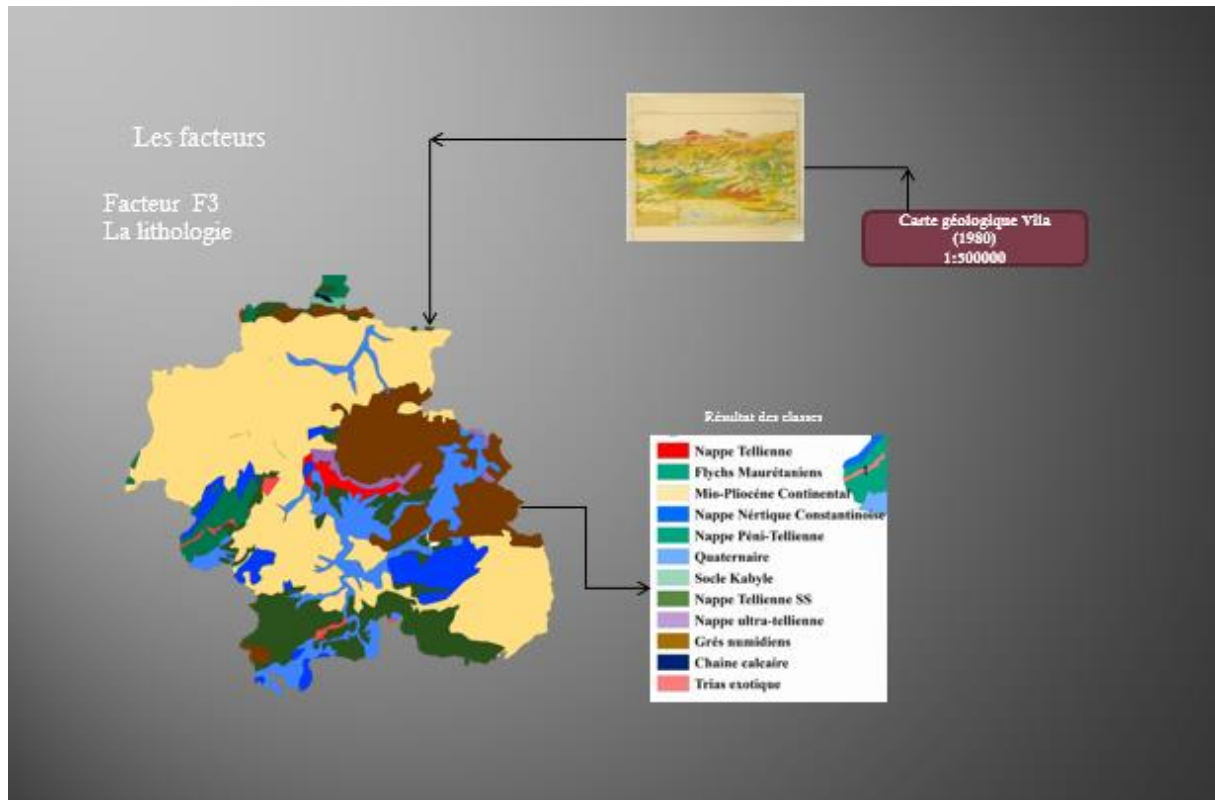 Les facteurs
Facteur F3
La lithologie
Carte géologique Vila
(1980)
1:500000
Résultat des classes
Nappe Tellienne
Flychs Maurétaniens
Mio-Pliocéne Continental
Nappe Nértique Constantinoise
Nappe Péni-Tellienne
Quaternaire
Socle Kabyle
Nappe Tellienne SS
Nappe ultra-tellienne
Grés numidiens
Chaine calcaire
Trias exotique